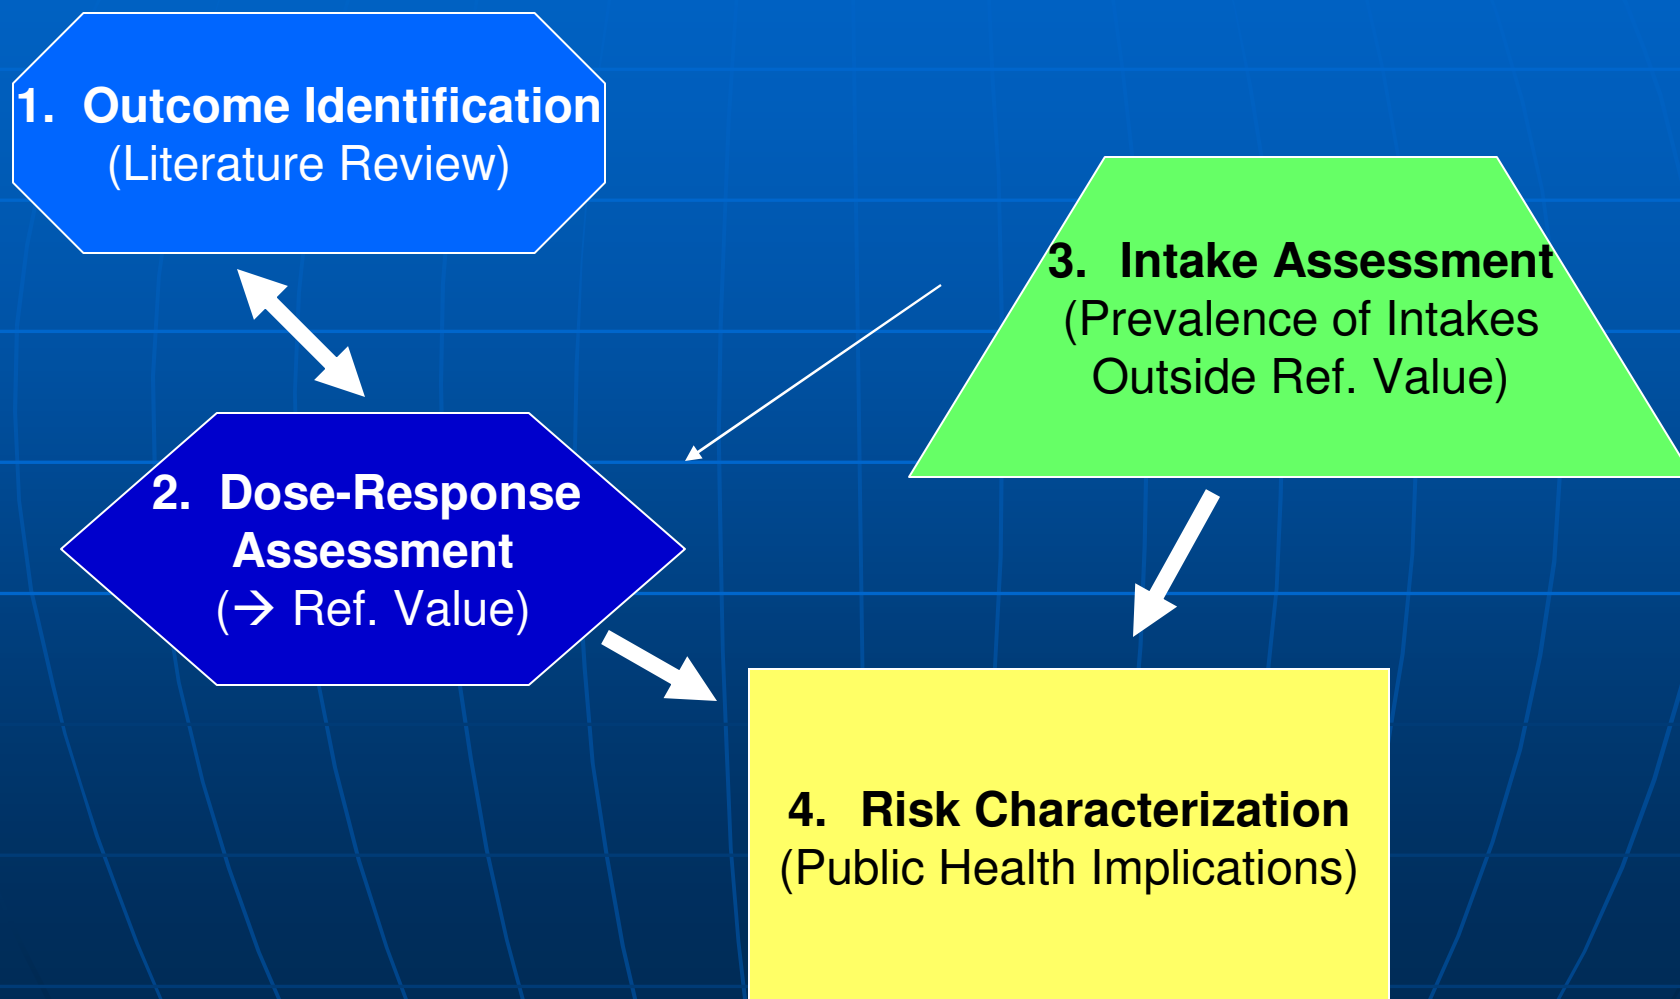 1. Outcome Identification
(Literature Review)
3. Intake Assessment
(Prevalence of Intakes
Outside Ref. Value)
2. Dose-Response
Assessment
(→ Ref. Value)
4. Risk Characterization
(Public Health Implications)